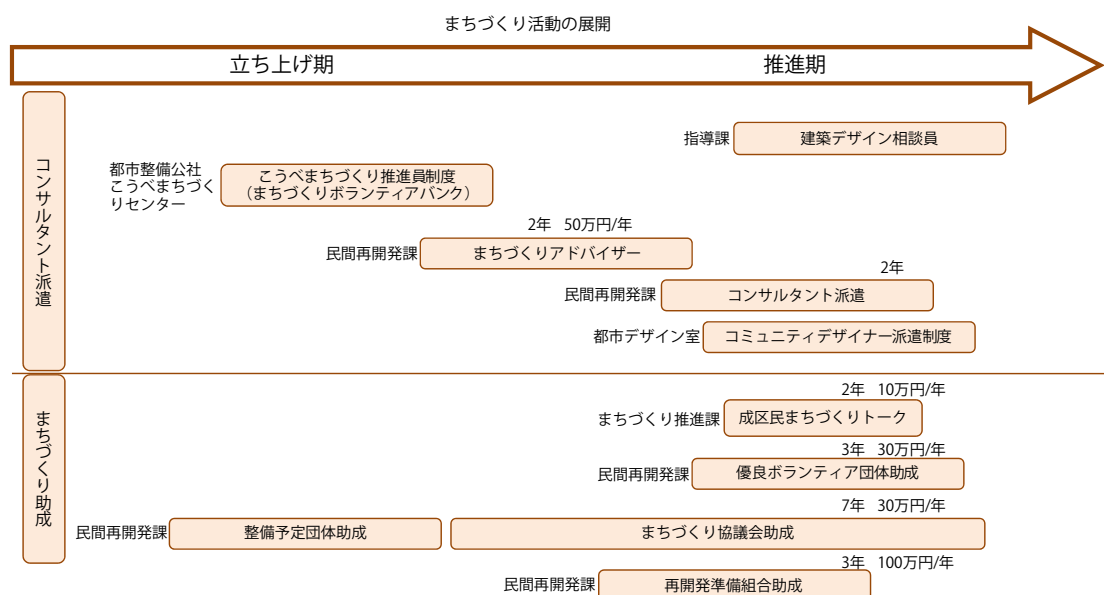 まちづくり活動の展開
立ち上げ期
推進期
コンサルタント派遣
指導課
建築デザイン相談員
都市整備公社
こうべまちづく
りセンター
こうべまちづくり推進員制度
（まちづくりボランティアバンク）
2年 50万円/年
民間再開発課
まちづくりアドバイザー
2年
民間再開発課
コンサルタント派遣
都市デザイン室
コミュニティデザイナー派遣制度
まちづくり助成
2年 10万円/年
まちづくり推進課
成区民まちづくりトーク
3年 30万円/年
民間再開発課
優良ボランティア団体助成
7年 30万円/年
民間再開発課
整備予定団体助成
まちづくり協議会助成
3年 100万円/年
民間再開発課
再開発準備組合助成